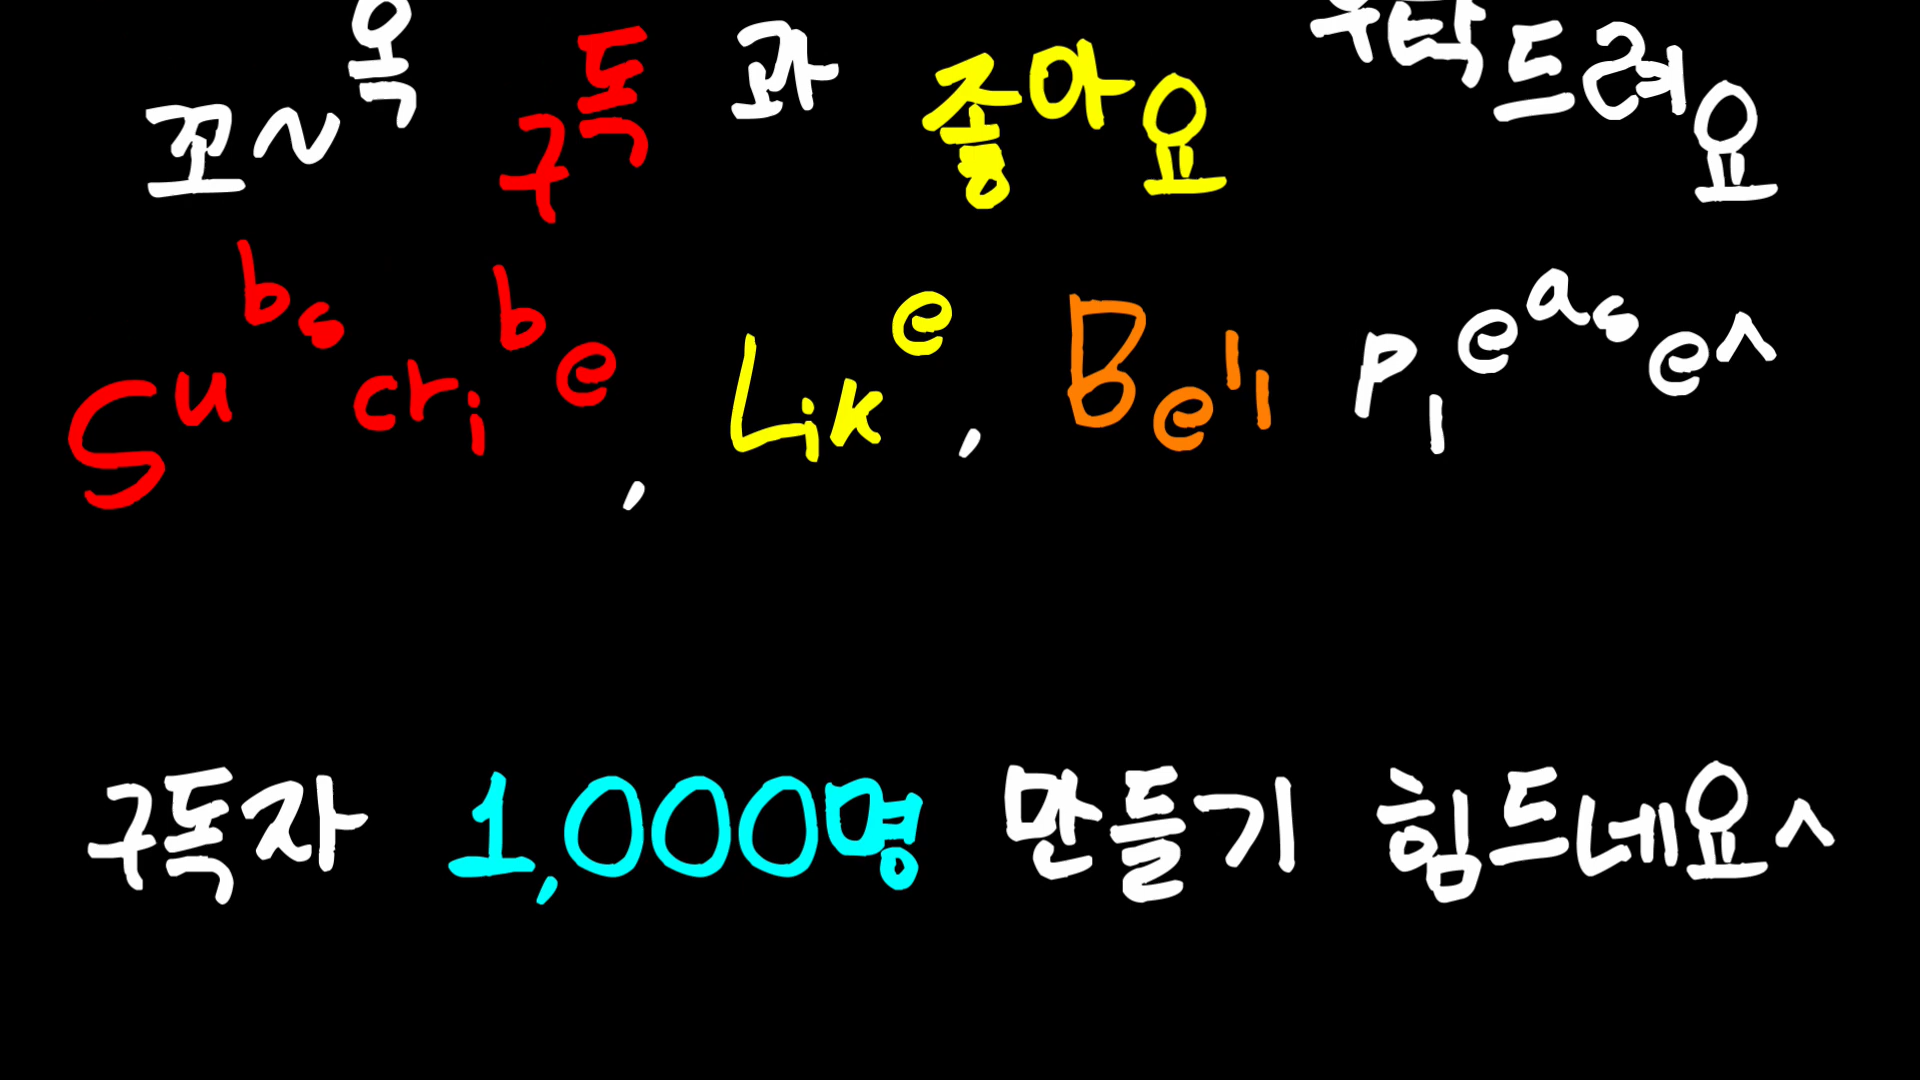 꼬~옥 구독 과 좋아요 부탁드려요
Subscribe, Like, Bell please^
구독자 1,000명 만들기 힘드네요^